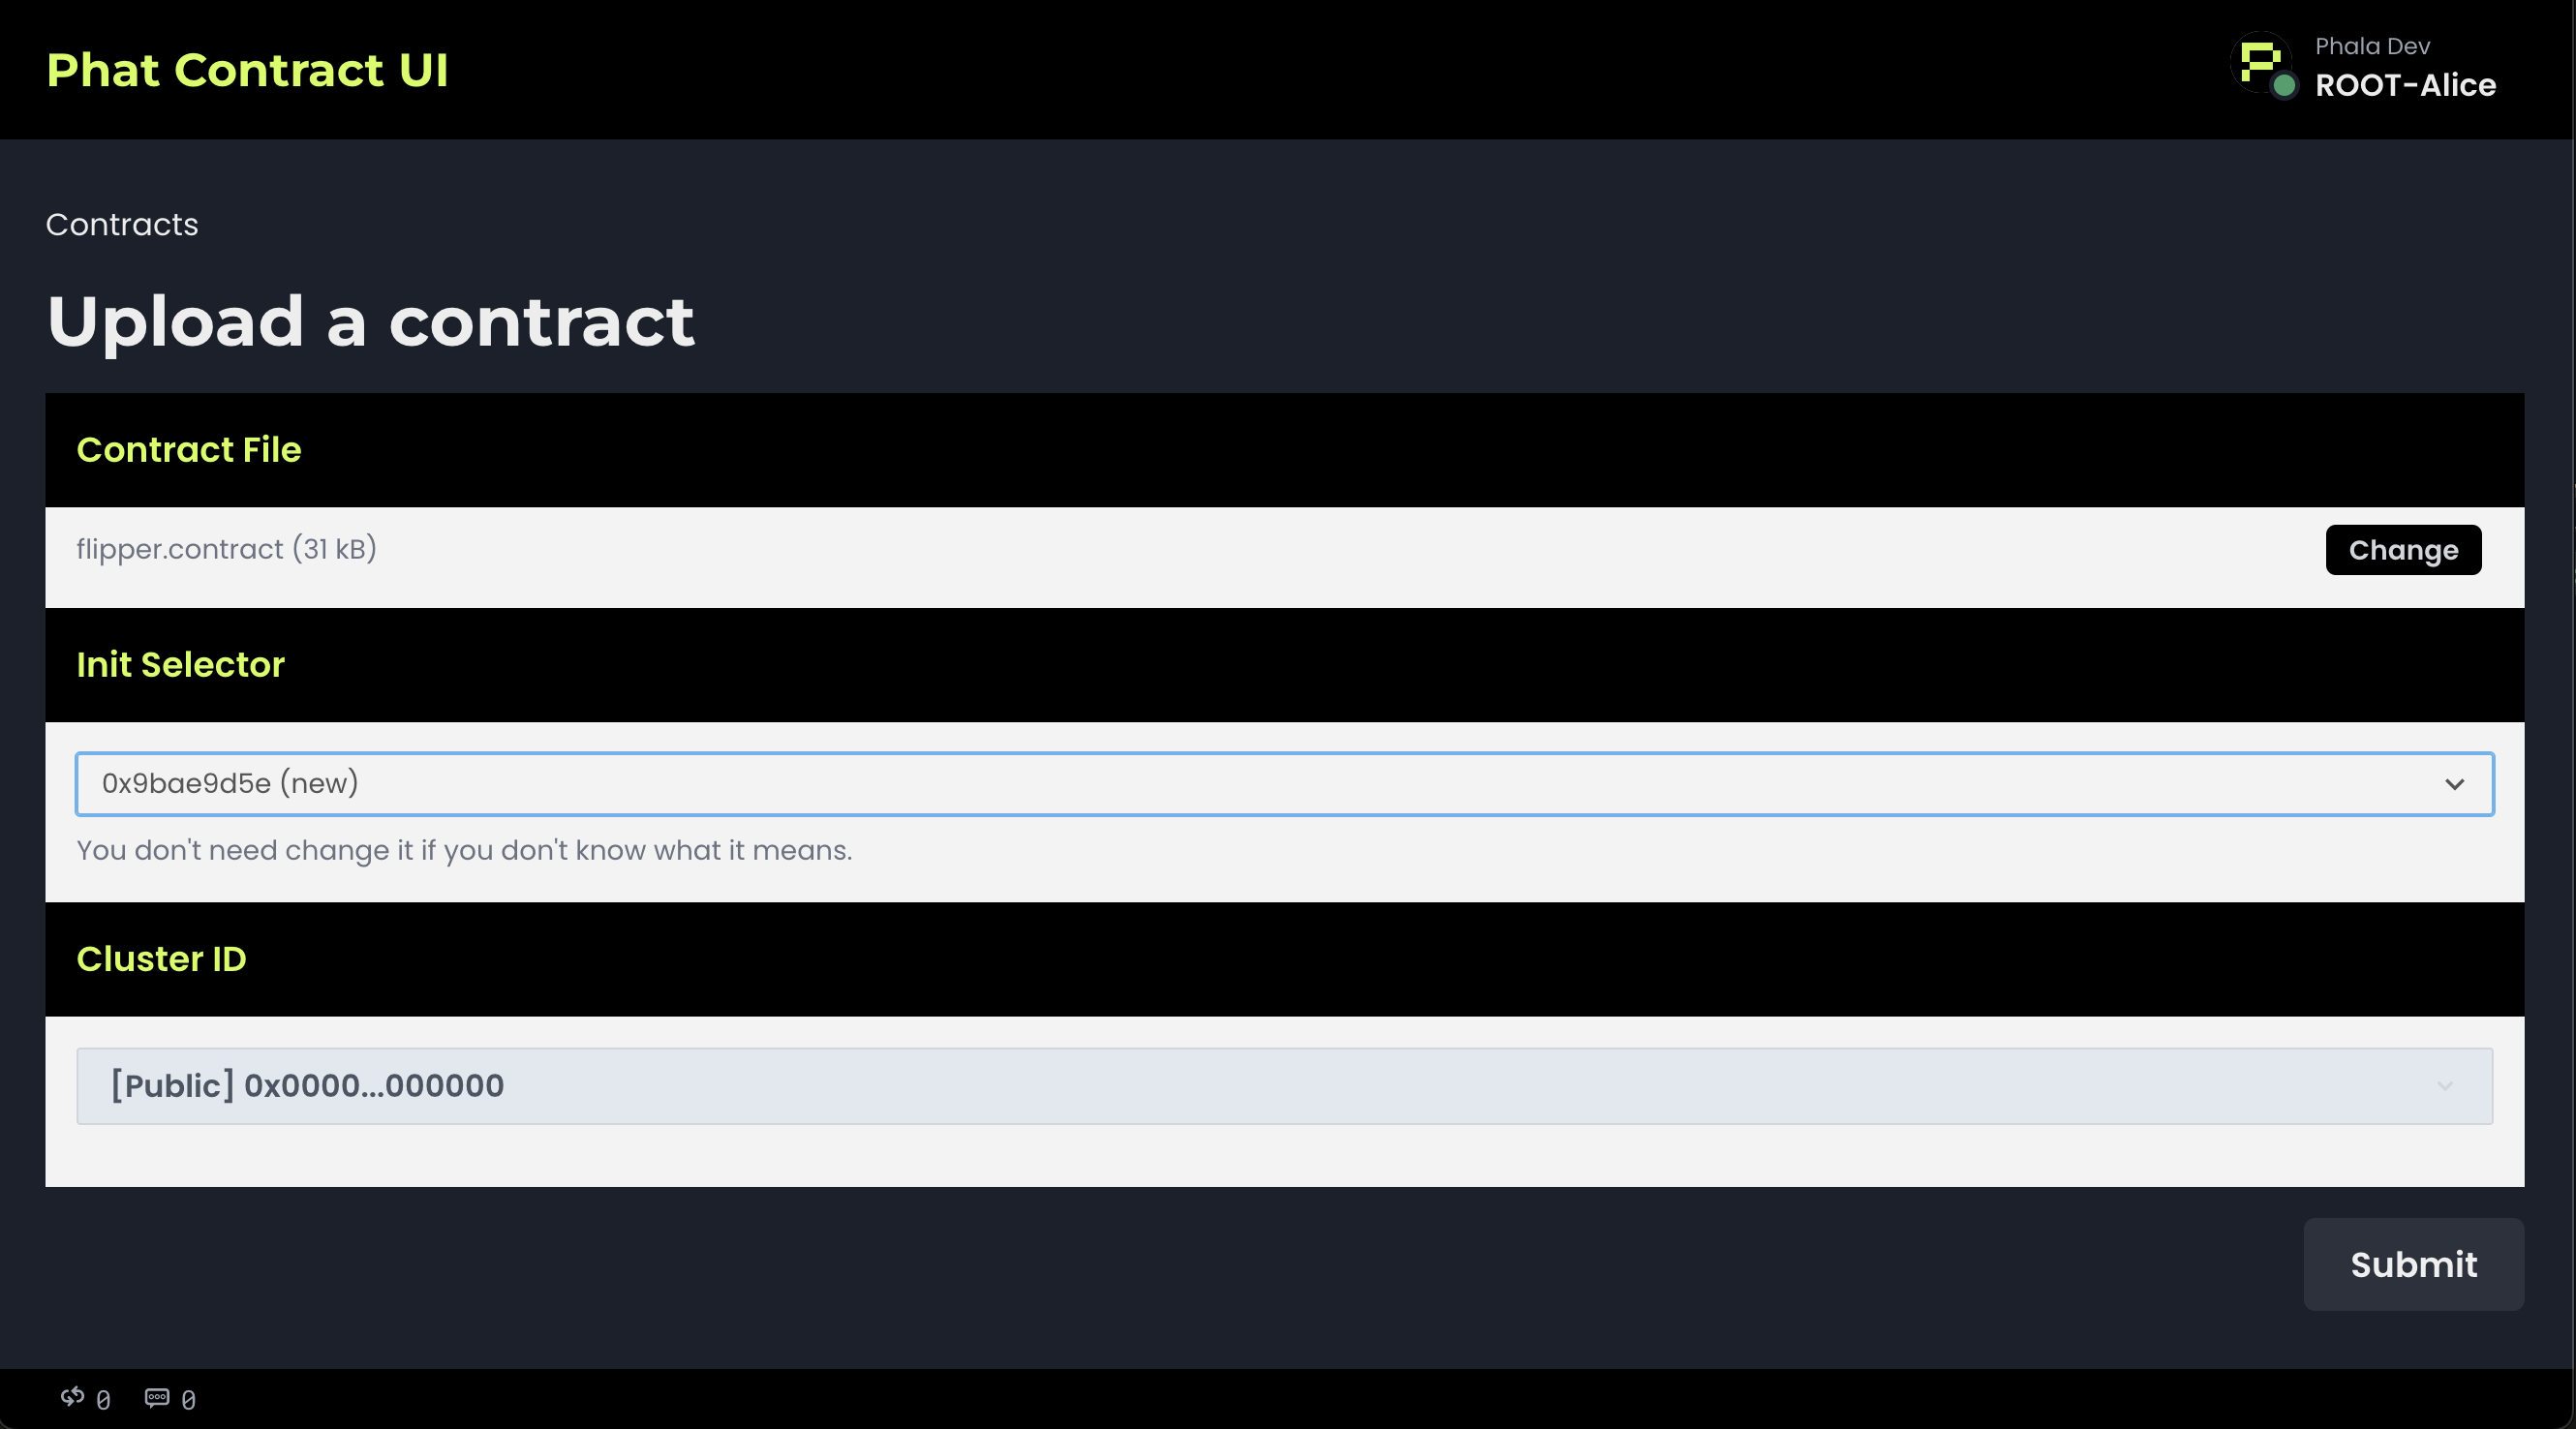 Phat Contract UI
Phala Dev
ROOT-Alice
Contracts
Upload a contract
Contract File
flipper.contract (31 kB)
Change
Init Selector
0x9bae9d5e (new)
You don't need change it if you don't know what it means.
Cluster ID
[Public] 0x0000...000000
Submit
0 0